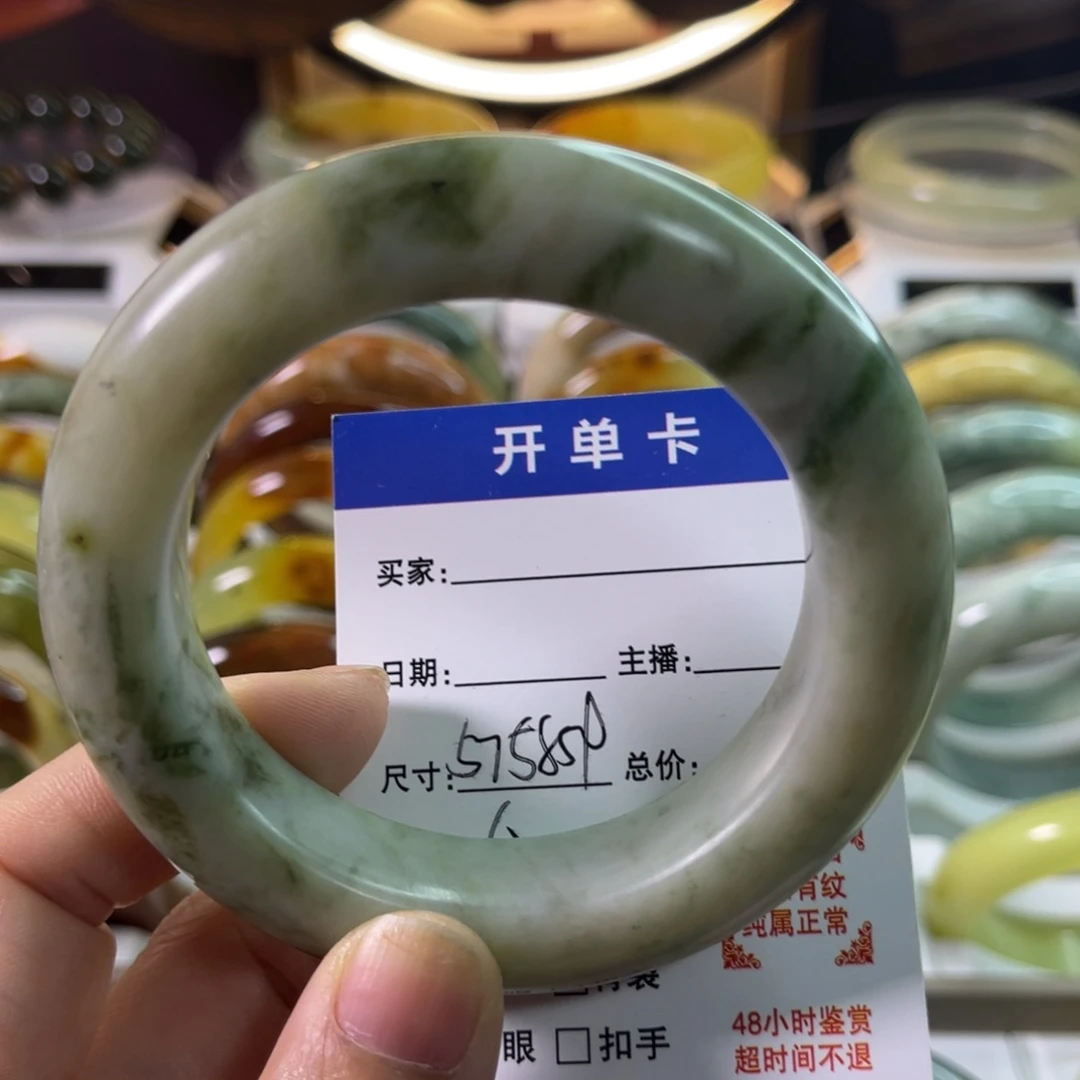 开单卡
买家:
日期: 主播:
尺寸: 总价:
有纹
纯属正常
眼 □扣手
48小时鉴赏
超时间不退